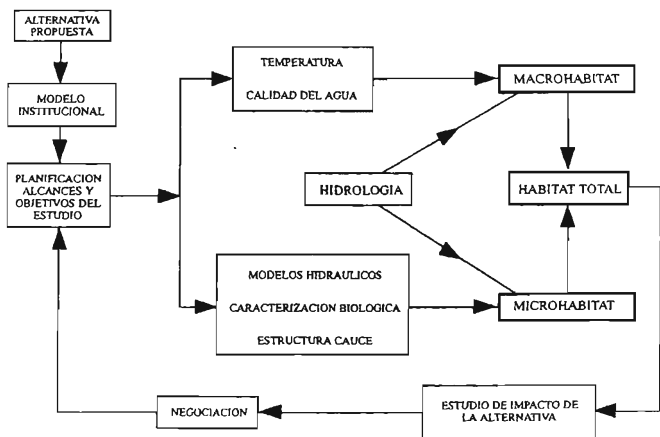 ALTERNATIVA
PROPUESTA
MODELO
INSTITUCIONAL
PLANIFICACION
ALCANCES Y
OBJETIVOS DEL
ESTUDIO
TEMPERATURA
CALIDAD DEL AGUA
MACROHABITAT
HIDROLOGIA
HABITAT TOTAL
MODELOS HIDRAULICOS
CARACTERIZACION BIOLOGICA
ESTRUCTURA CAUCE
MICROHABITAT
NEGOCIACION
ESTUDIO DE IMPACTO DE
LA ALTERNATIVA